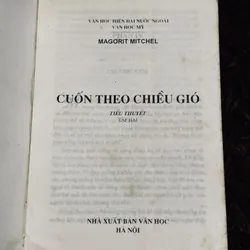 VĂN HỌC HIỆN ĐẠI NƯỚC NGOÀI
VĂN HỌC MỸ
MAGORIT MITCHEL
CUỐN THEO CHIỀU GIÓ
TIỂU THUYẾT
TẬP HAI
NHÀ XUẤT BẢN VĂN HỌC
HÀ NỘI